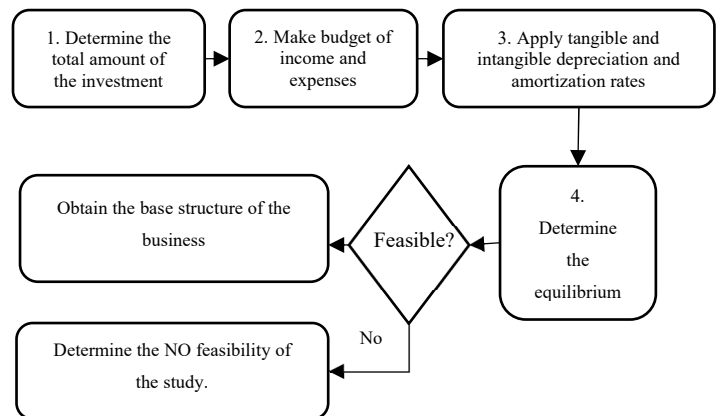 1. Determine the
total amount of
the investment
2. Make budget of
income and
expenses
3. Apply tangible and
intangible depreciation and
amortization rates
4.
Determine
the
equilibrium
Feasible?
Obtain the base structure of the
business
No
Determine the NO feasibility of
the study.